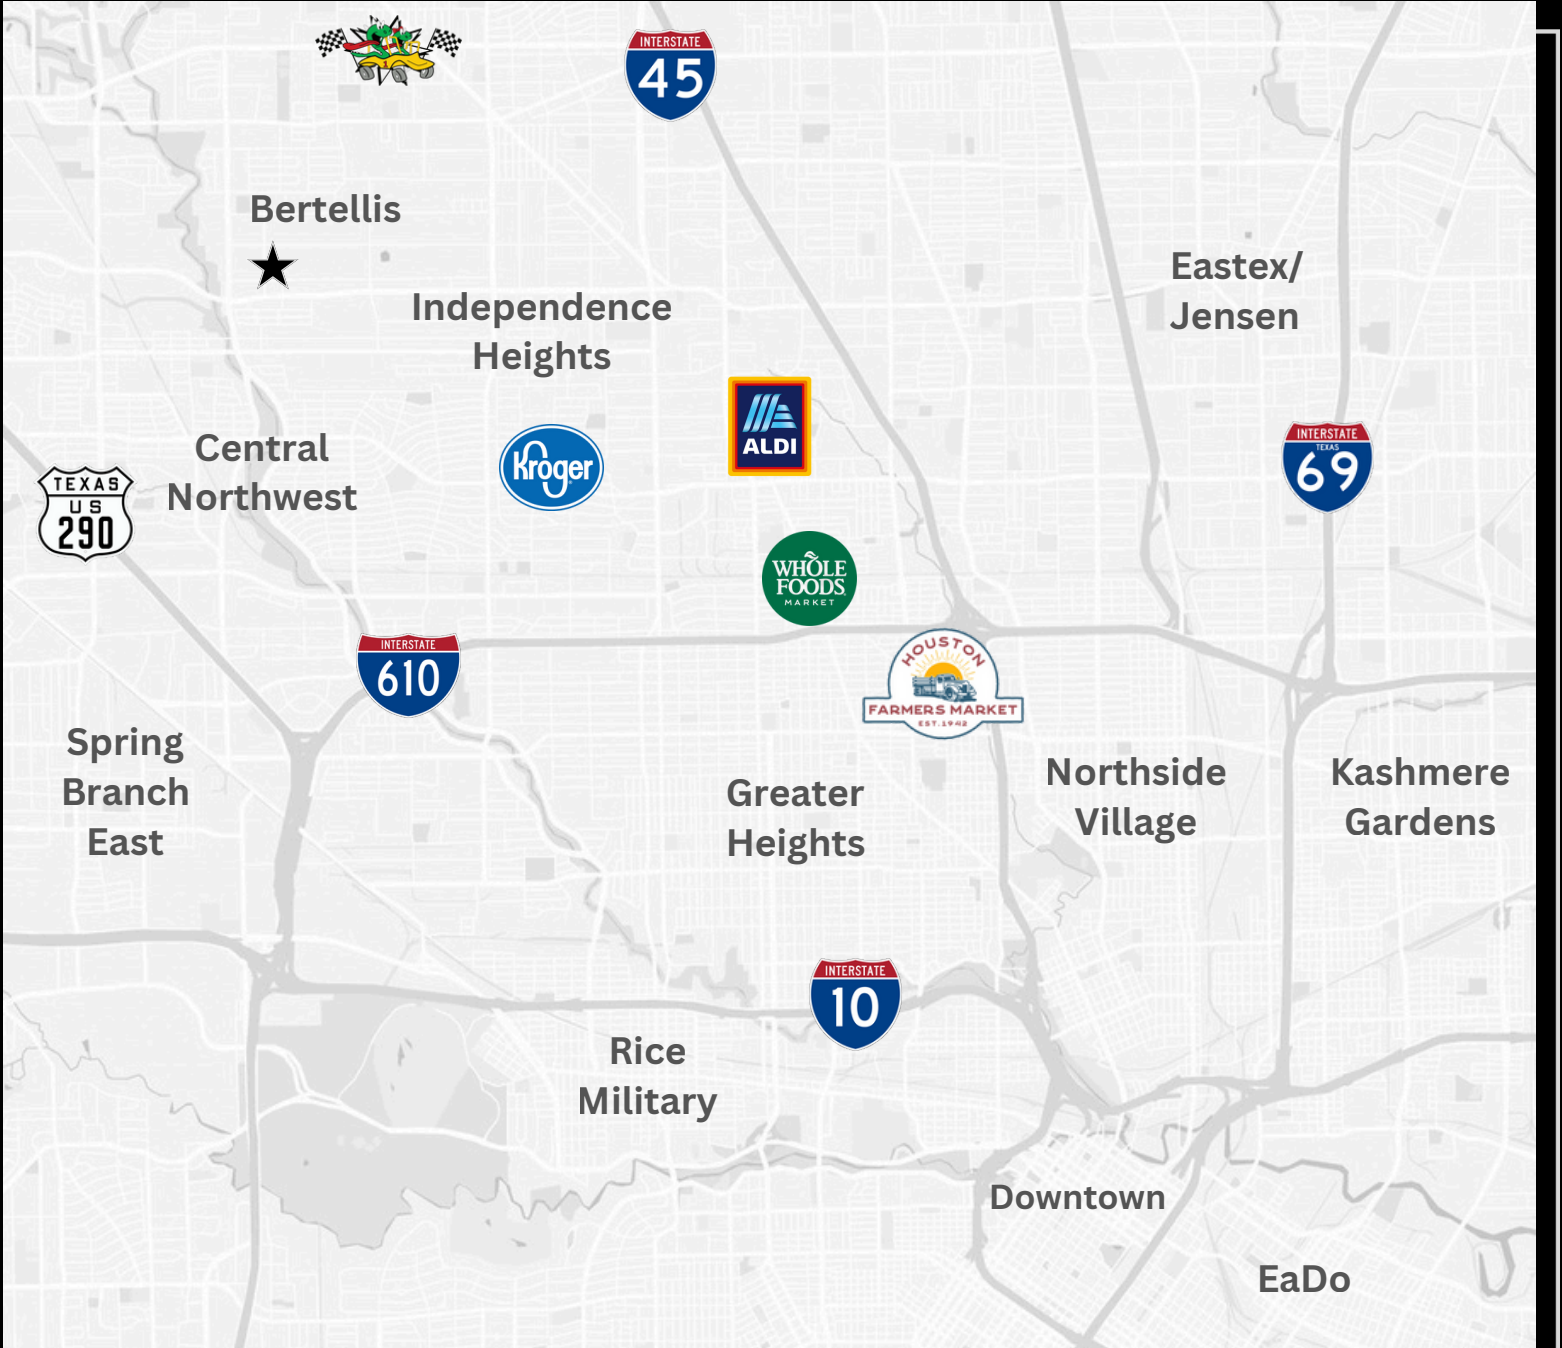 INTERSTATE
45
Bertellis
Eastex/
Jensen
Independence
Heights
ALDI
Central
Northwest
Kroger
INTERSTATE
TEXAS
69
TEXAS
US
290
WHOLE
FOODS
MARKET
INTERSTATE
610
HOUSTON
FARMERS MARKET
EST. 1942
Spring
Branch
East
Greater
Heights
Northside
Village
Kashmere
Gardens
INTERSTATE
10
Rice
Military
Downtown
EaDo